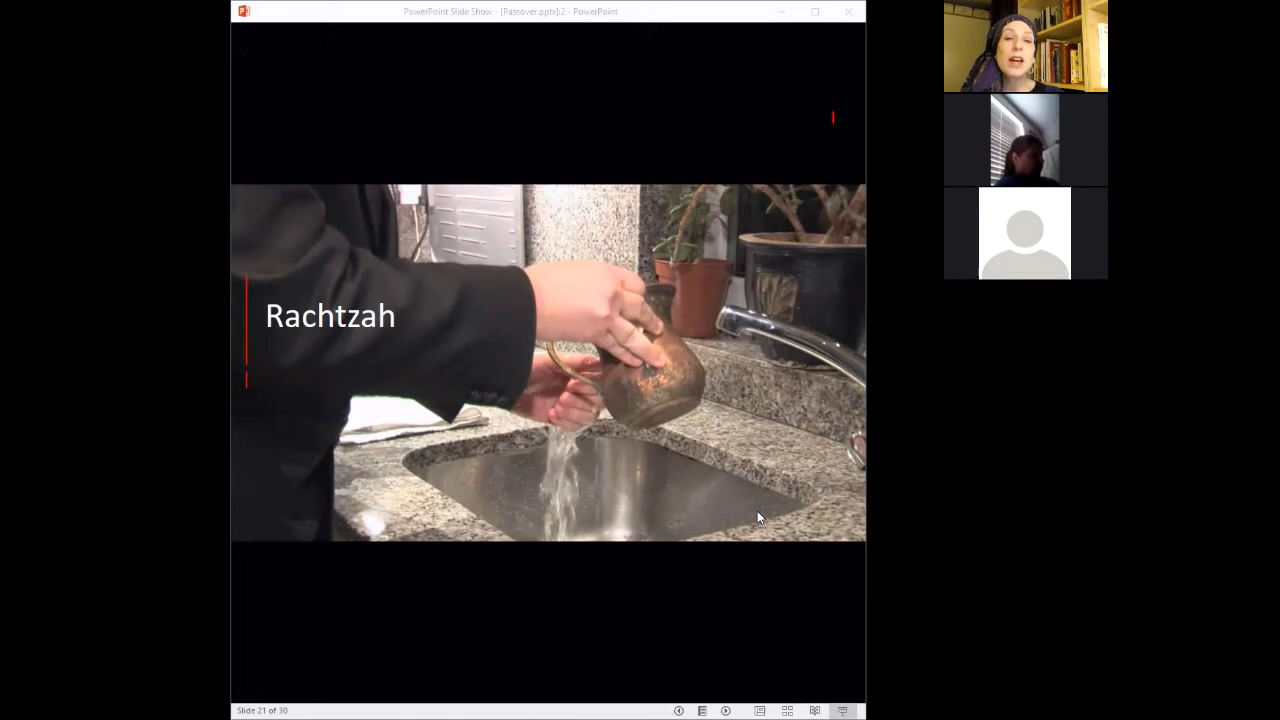 PowerPoint Slide Show - [Passover.pptx]:2 - PowerPoint
Rachtzah
Slide 21 of 30